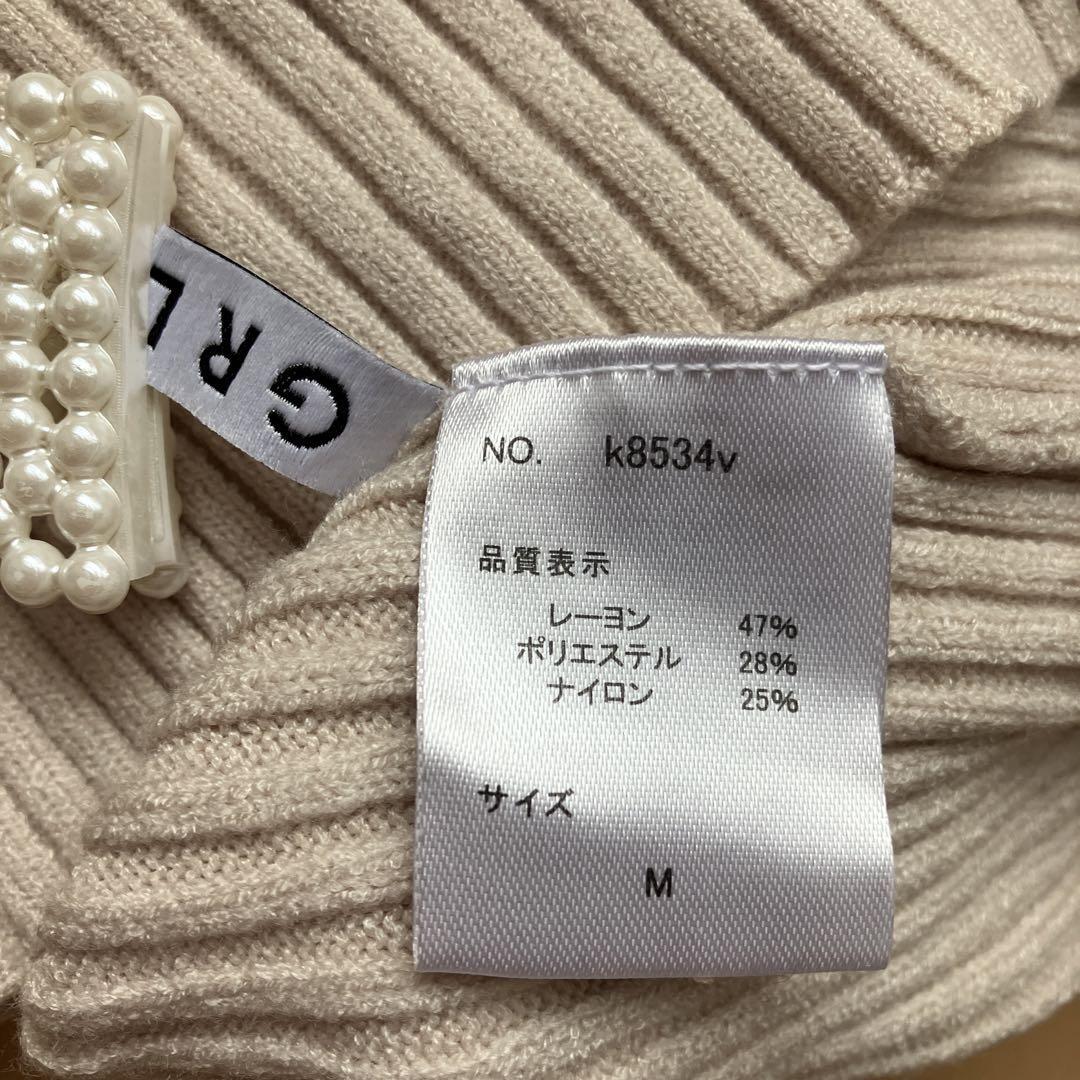 GRL
NO. k8534v
品質表示
レーヨン 47%
ポリエステル 28%
ナイロン 25%
サイズ
M